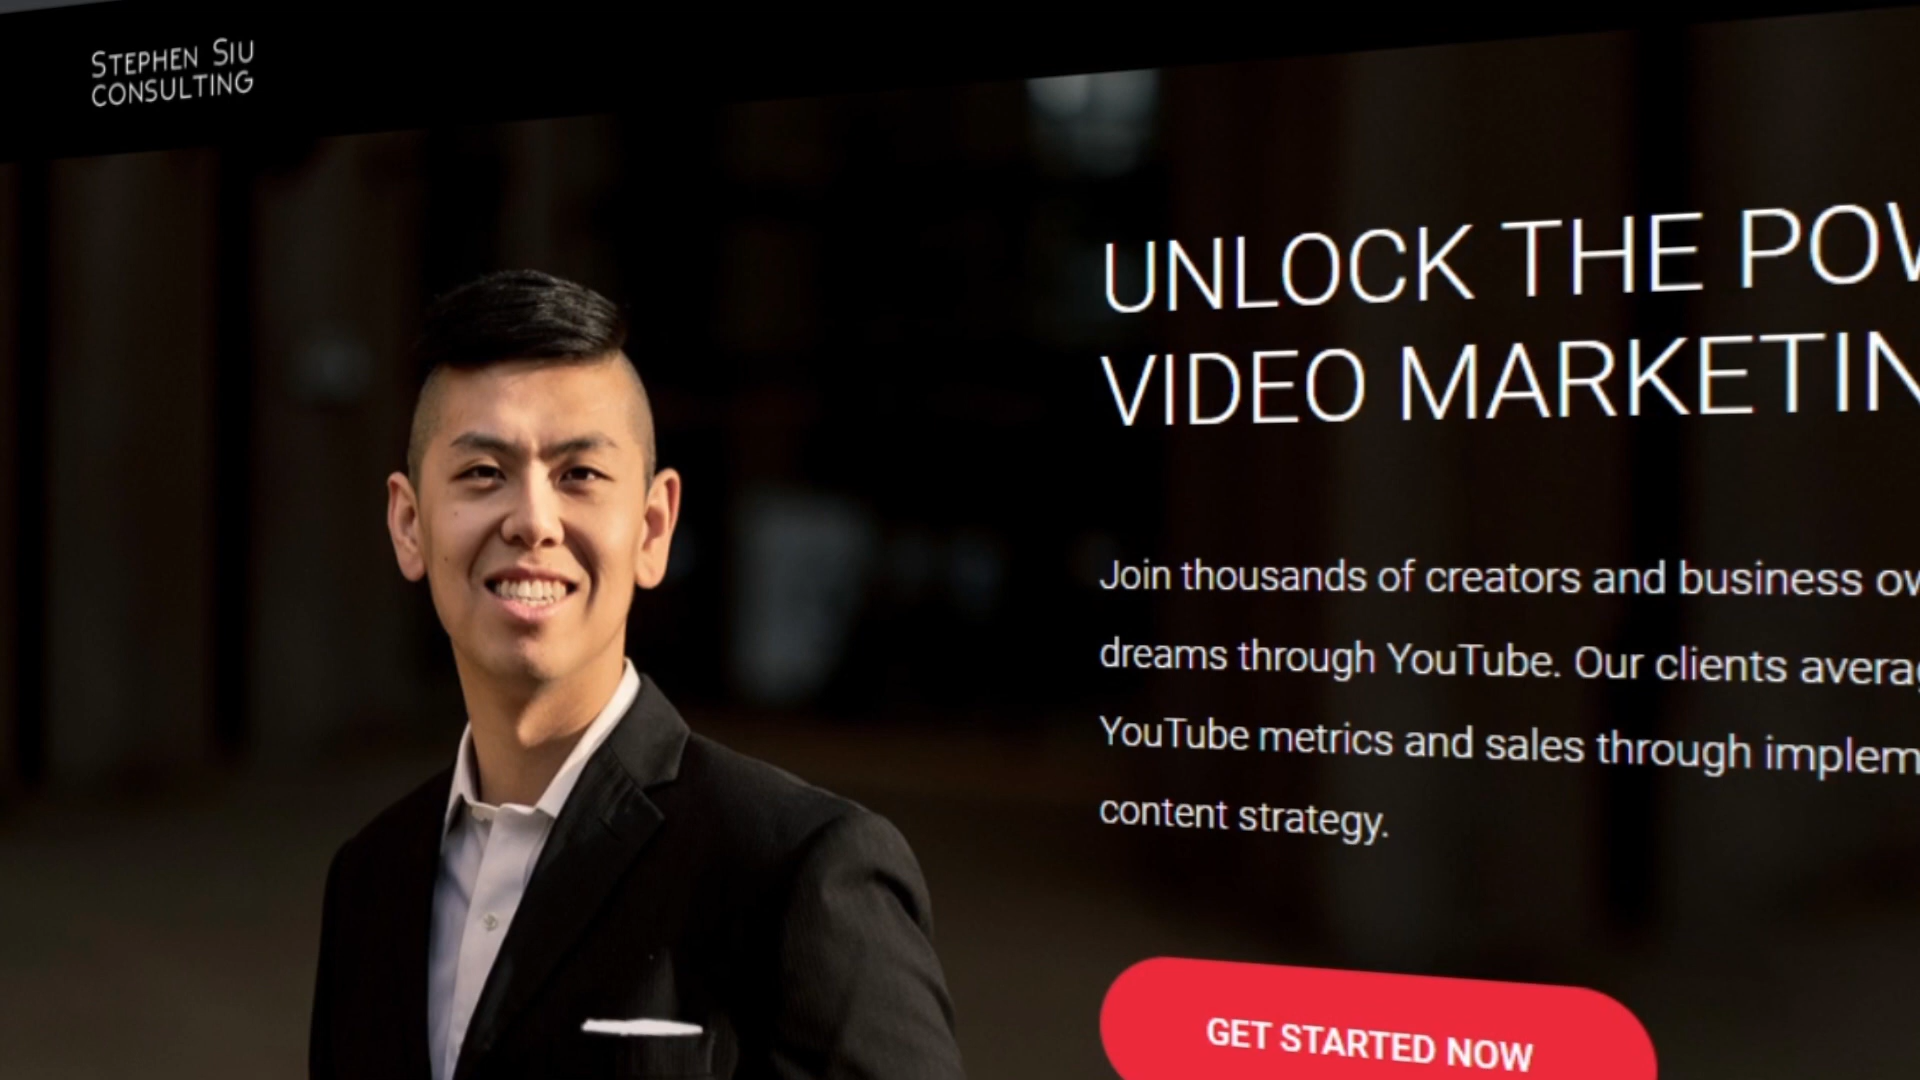 STEPHEN SIU
CONSULTING
UNLOCK THE POW
VIDEO MARKETIN
Join thousands of creators and business ow
dreams through YouTube. Our clients averag
YouTube metrics and sales through implem
content strategy.
GET STARTED NOW